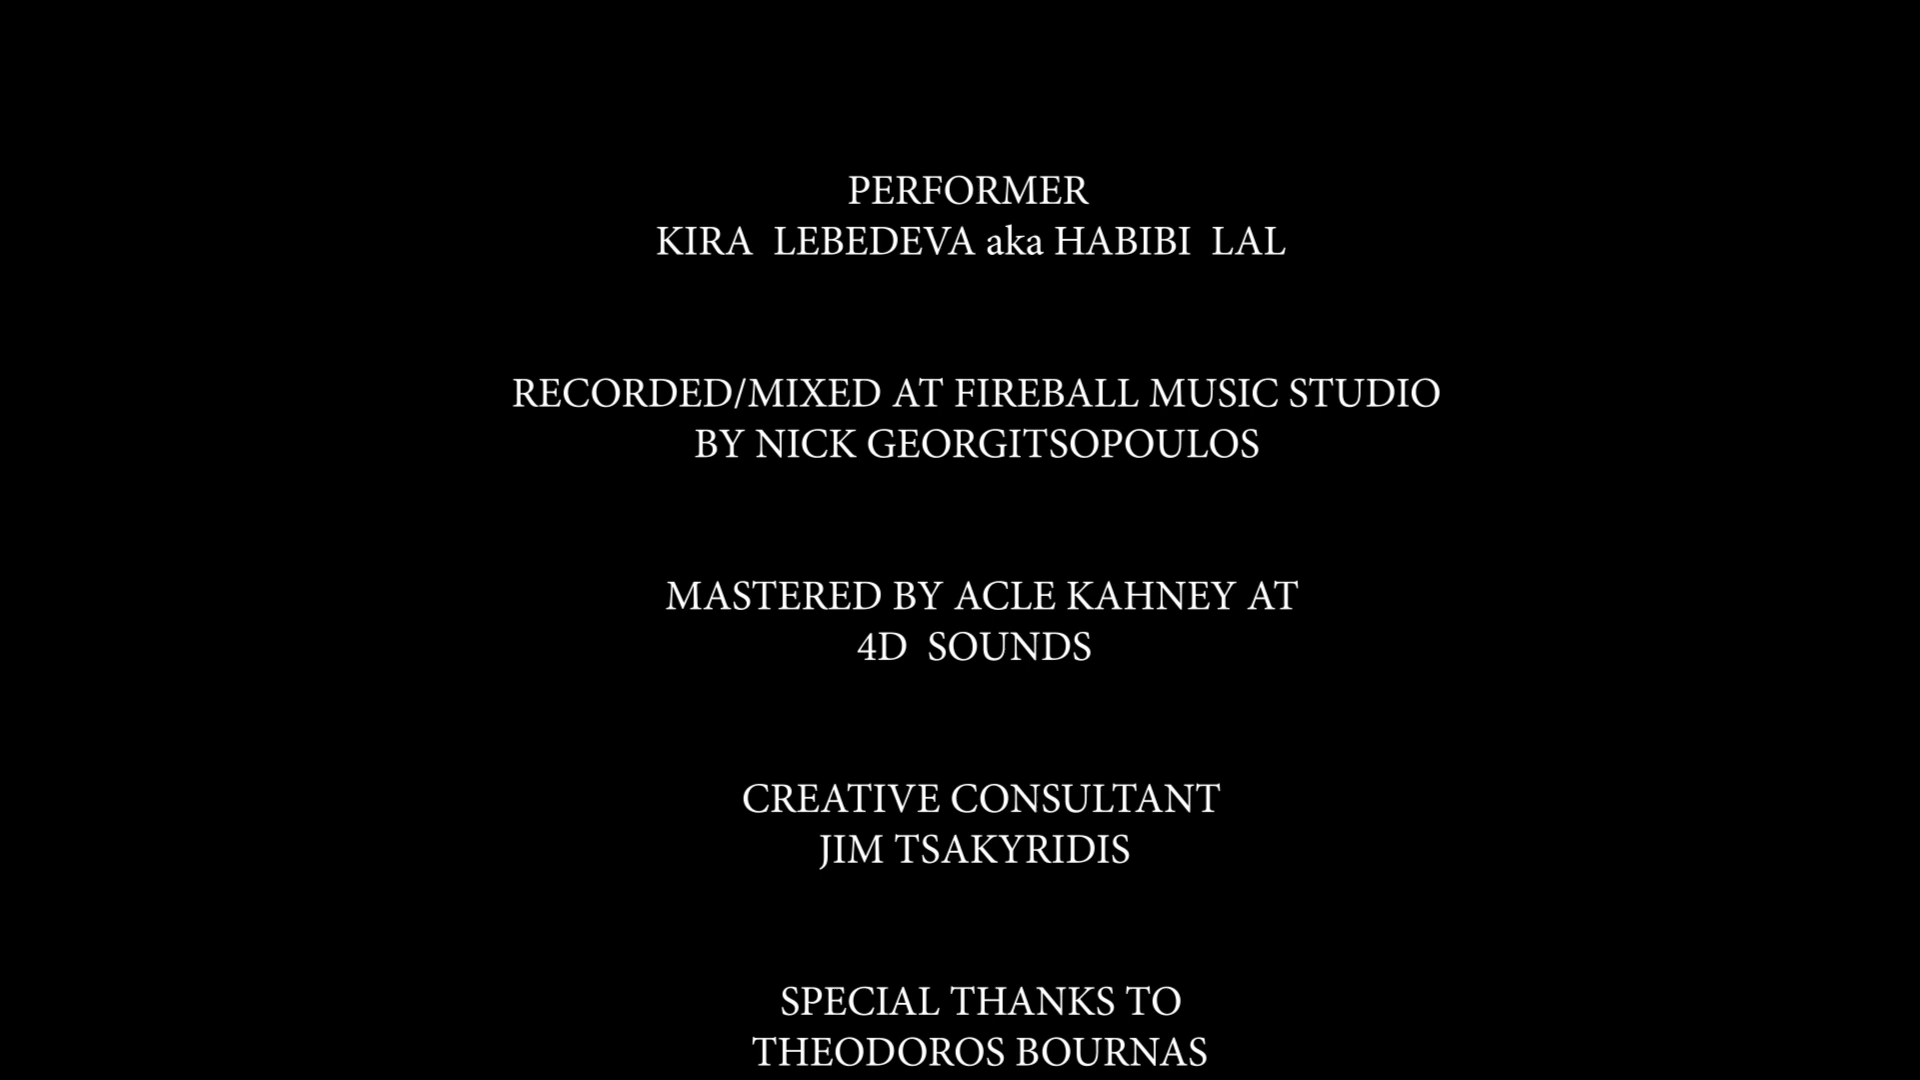 PERFORMER
KIRA  LEBEDEVA aka HABIBI  LAL
RECORDED/MIXED AT FIREBALL MUSIC STUDIO
BY NICK GEORGITSOPOULOS
MASTERED BY ACLE KAHNEY AT
4D  SOUNDS
CREATIVE CONSULTANT
JIM TSAKYRIDIS
SPECIAL THANKS TO
THEODOROS BOURNAS